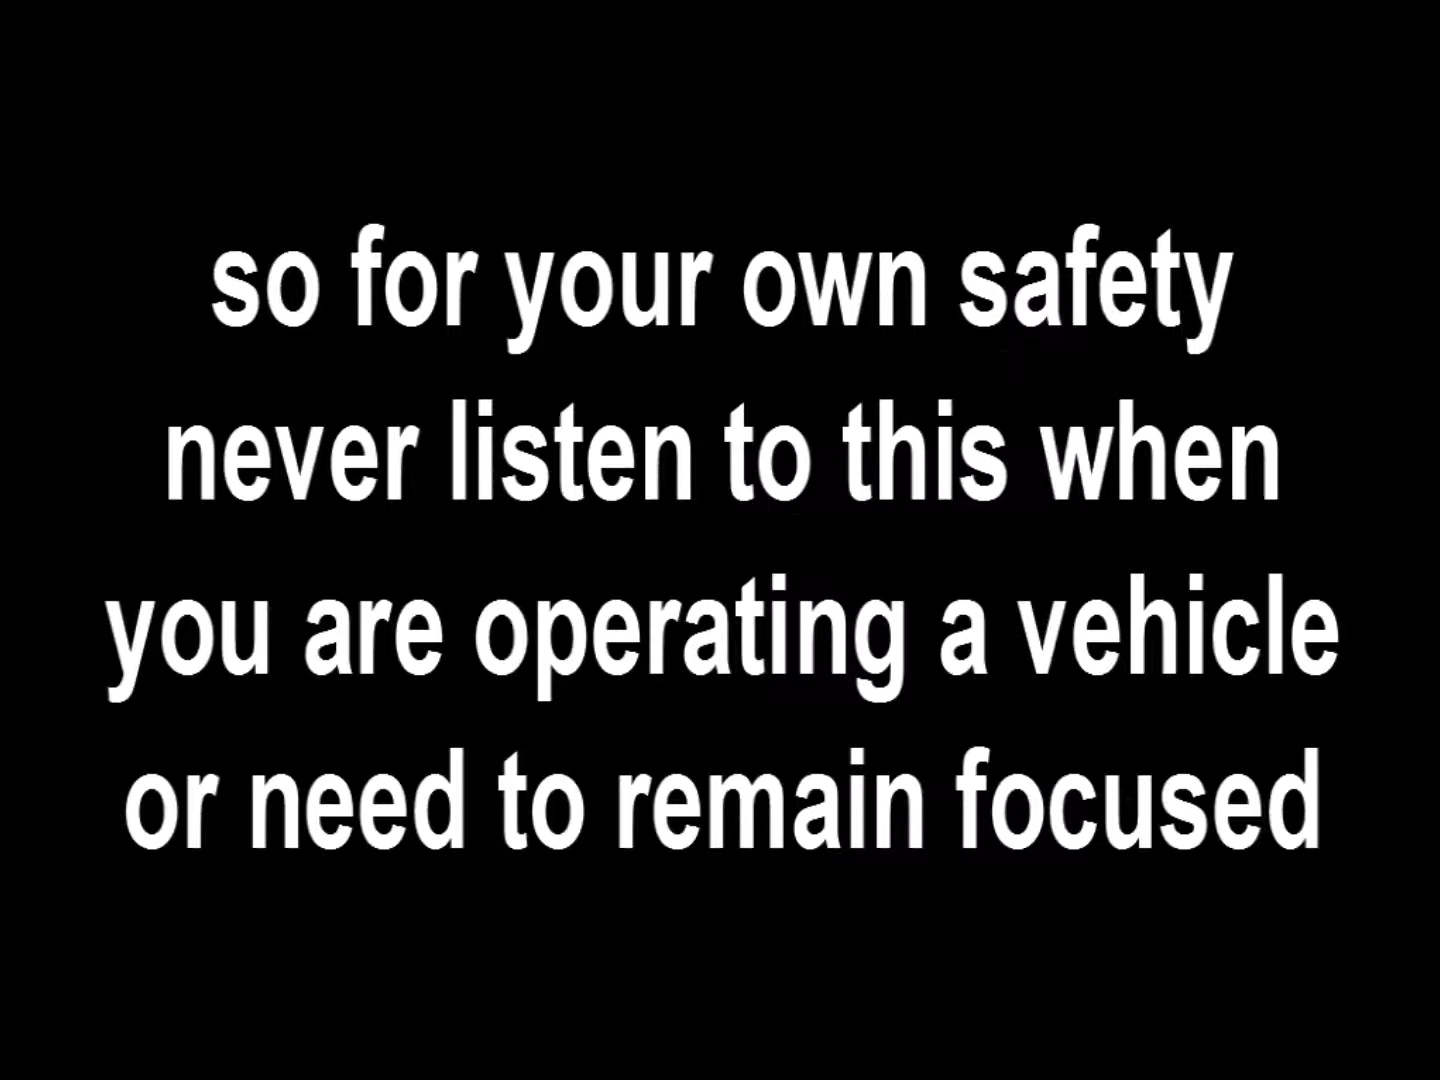 so for your own safety
never listen to this when
you are operating a vehicle
or need to remain focused